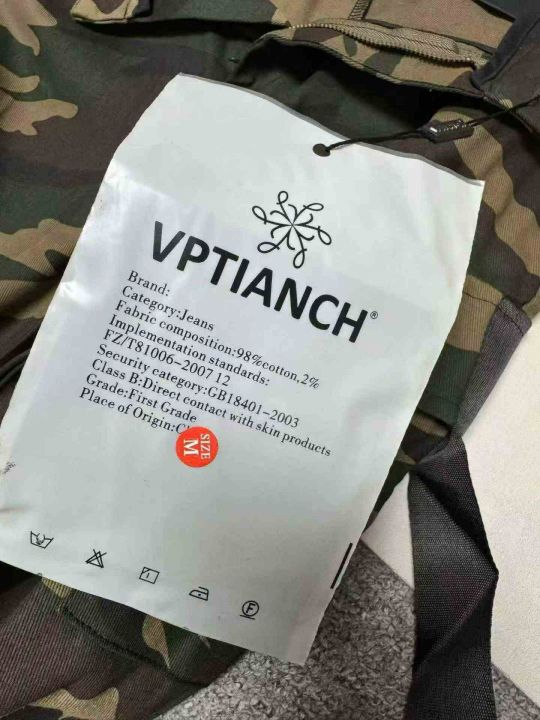 VPTIANCH®
Brand:
Category:Jeans
Fabric composition:98%cotton,2%
Implementation standards:
FZ/T81006-2007 12
Security category:GB18401-2003
Class B:Direct contact with skin products
Grade:First Grade
Place of Origin:
SIZE
M
F